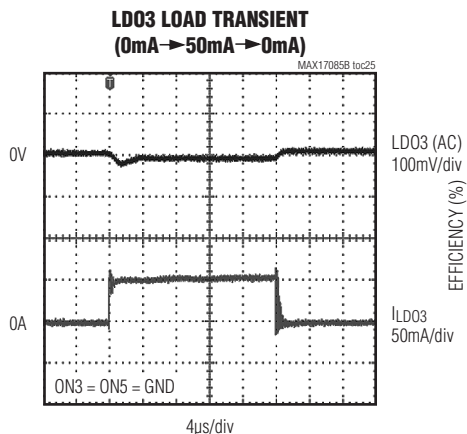 LDO3 LOAD TRANSIENT
(0mA→50mA→0mA)
MAX17085B toc25
T
0V
LDO3 (AC)
100mV/div
EFFICIENCY (%)
0A
ILDO3
50mA/div
ON3 = ON5 = GND
4μs/div